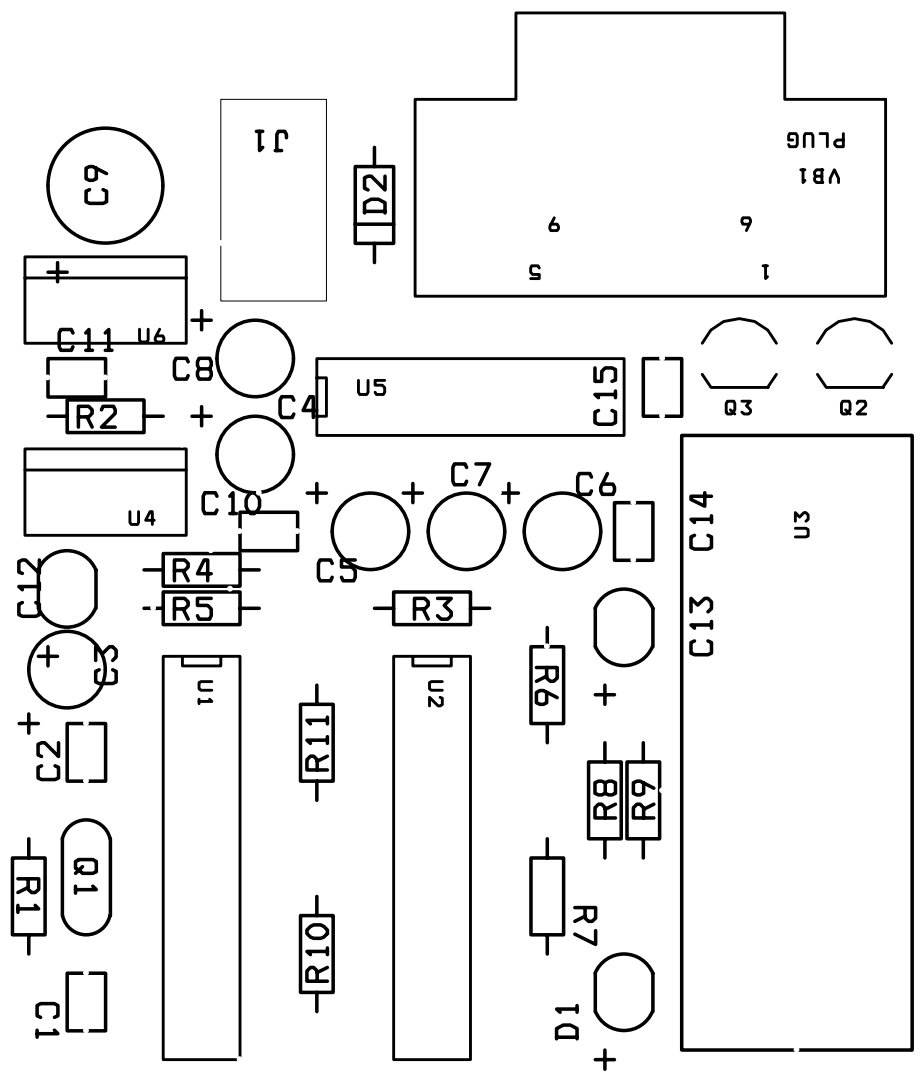 J1
PLUG
VB1
C9
D2
9
6
5
1
+
U6
C11
+
C8
U5
C15
R2
+
C4
Q3
Q2
C7
C6
C10
+
+
+
U4
C14
U3
R4
C5
C12
R5
R3
C13
+
C3
U1
U2
R6
+
+
C2
R11
R8
R9
Q1
R1
R7
R10
C1
D1
+